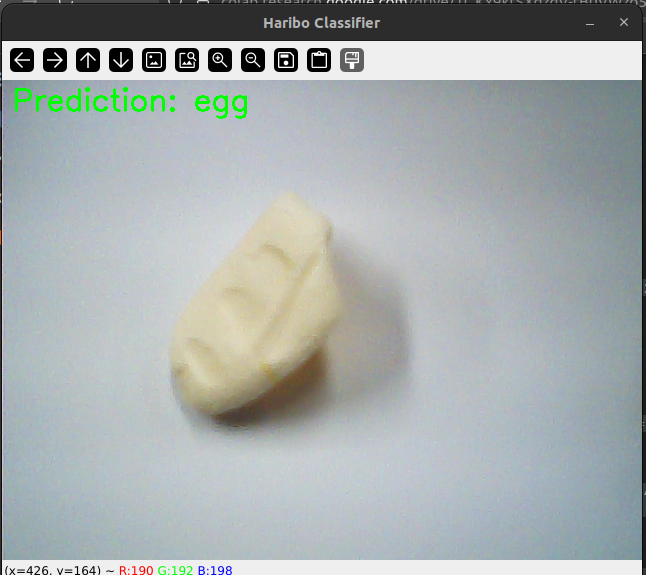 Haribo Classifier
Prediction: egg
(x=426, y=164) ~ R:190 G:192 B:198